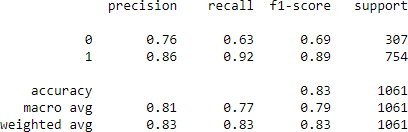 precision recall f1-score support
0 0.76 0.63 0.69 307
1 0.86 0.92 0.89 754
accuracy 0.83 1061
macro avg 0.81 0.77 0.79 1061
weighted avg 0.83 0.83 0.83 1061